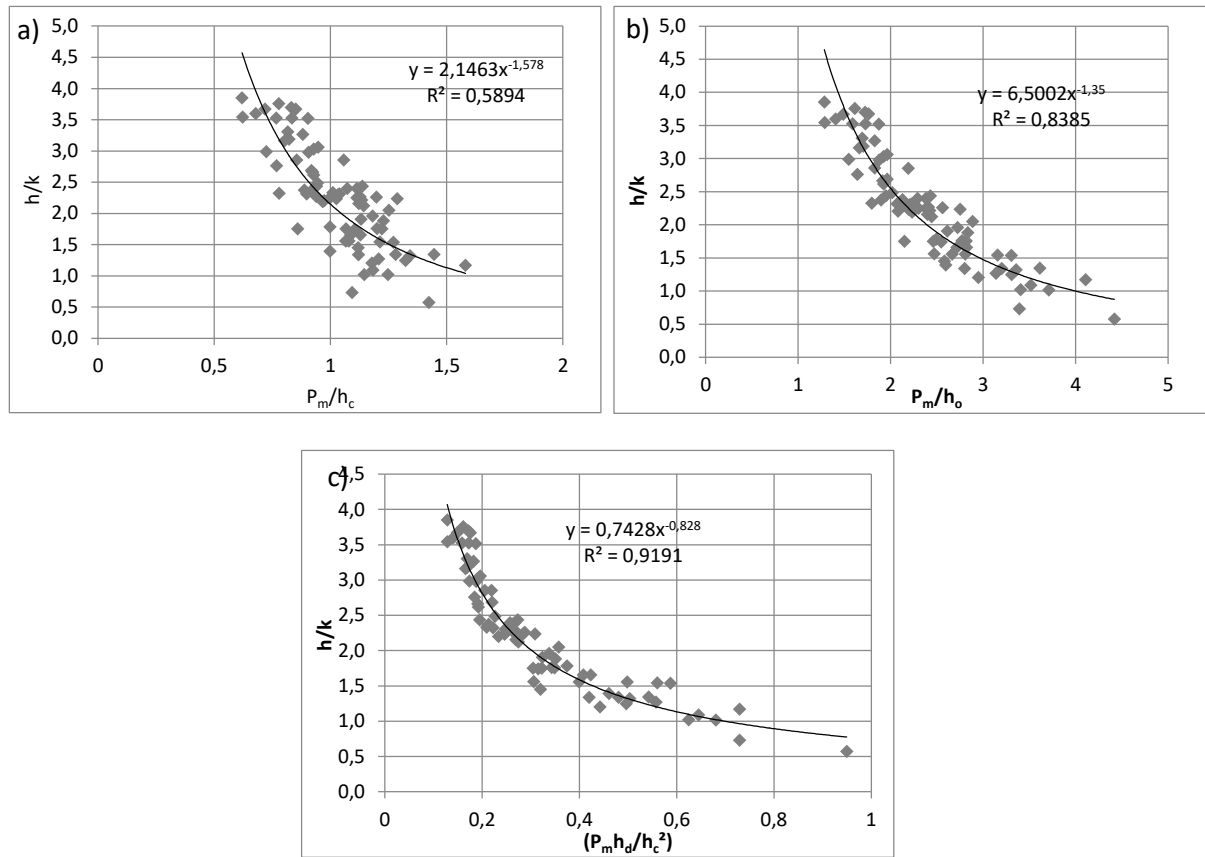 a)
5,0
4,5
4,0
3,5
3,0
2,5
2,0
1,5
1,0
0,5
0,0
h/k
y = 2,1463x^-1,578
R² = 0,5894
0 0,5 1 1,5 2
P_m/h_c
b)
5,0
4,5
4,0
3,5
3,0
2,5
2,0
1,5
1,0
0,5
0,0
h/k
y = 6,5002x^-1,35
R² = 0,8385
0 1 2 3 4 5
P_m/h_o
c)
4,5
4,0
3,5
3,0
2,5
2,0
1,5
1,0
0,5
0,0
h/k
y = 0,7428x^-0,828
R² = 0,9191
0 0,2 0,4 0,6 0,8 1
(P_mh_d/h_c²)